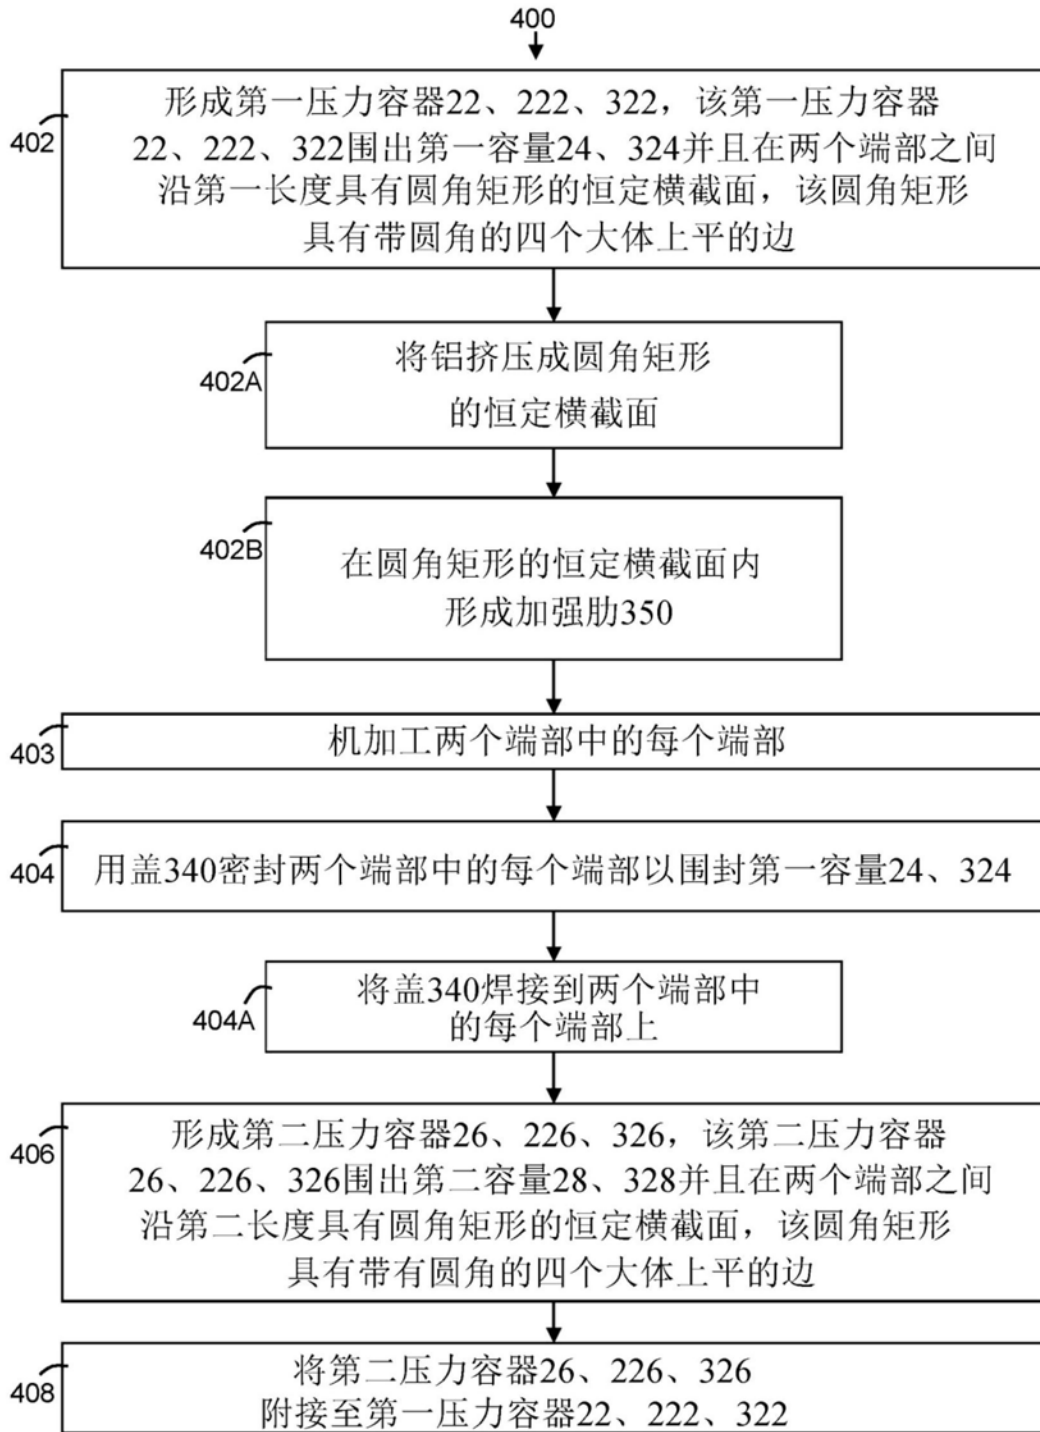 400
402
形成第一压力容器22、222、322，该第一压力容器
22、222、322围出第一容量24、324并且在两个端部之间
沿第一长度具有圆角矩形的恒定横截面，该圆角矩形
具有带圆角的四个大体上平的边
402A
将铝挤压成圆角矩形
的恒定横截面
402B
在圆角矩形的恒定横截面内
形成加强肋350
403
机加工两个端部中的每个端部
404
用盖340密封两个端部中的每个端部以围封第一容量24、324
404A
将盖340焊接到两个端部中
的每个端部上
406
形成第二压力容器26、226、326，该第二压力容器
26、226、326围出第二容量28、328并且在两个端部之间
沿第二长度具有圆角矩形的恒定横截面，该圆角矩形
具有带有圆角的四个大体上平的边
408
将第二压力容器26、226、326
附接至第一压力容器22、222、322